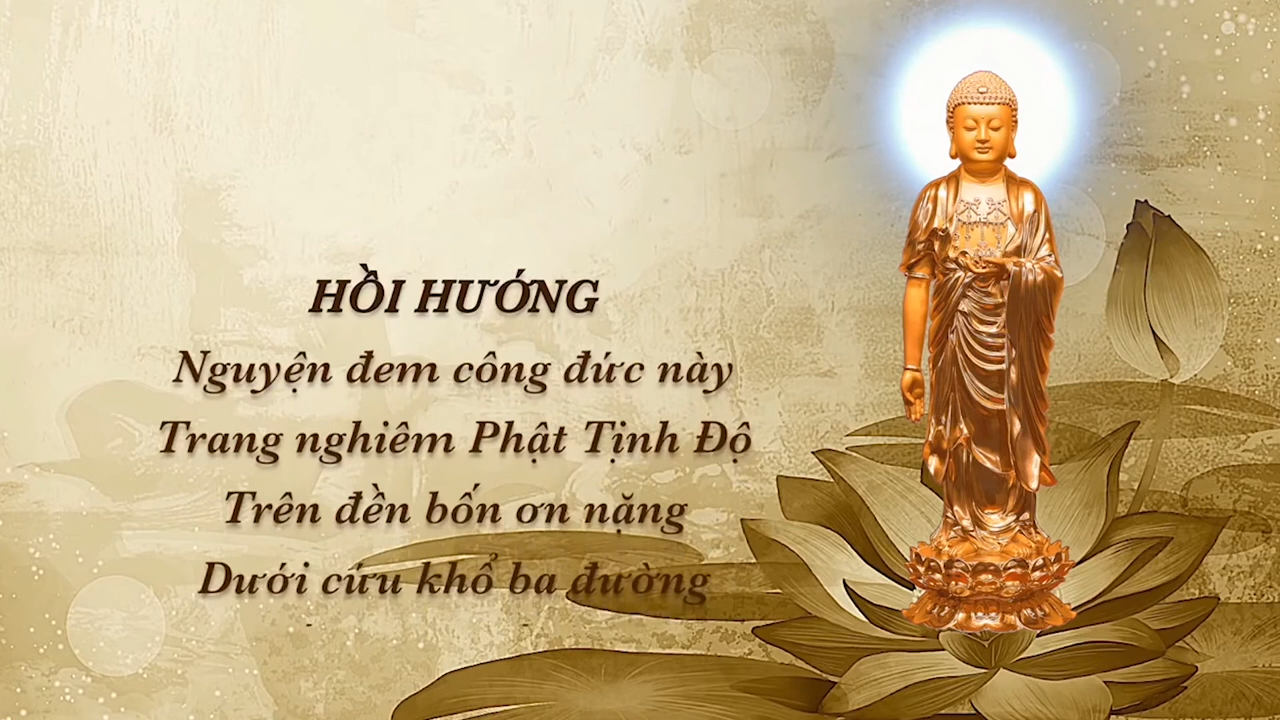 HỒI HƯỚNG
Nguyện đem công đức này
Trang nghiêm Phật Tịnh Độ
Trên đền bốn ơn nặng
Dưới cứu khổ ba đường